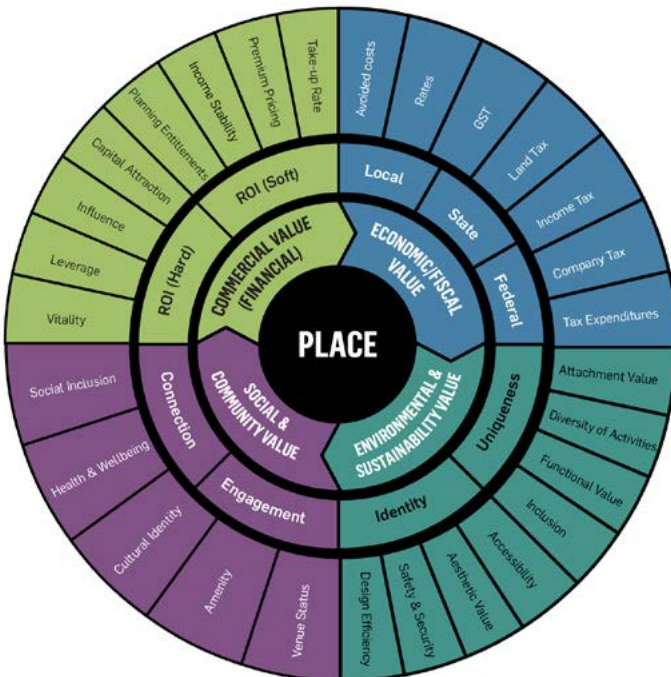 PLACE
COMMERCIAL VALUE
(FINANCIAL)
ECONOMIC/FISCAL
VALUE
ENVIRONMENTAL &
SUSTAINABILITY VALUE
SOCIAL &
COMMUNITY VALUE
ROI (Hard)
ROI (Soft)
Local
State
Federal
Uniqueness
Identity
Engagement
Connection
Vitality
Leverage
Influence
Capital Attraction
Planning Entitlements
Income Stability
Premium Pricing
Take-up Rate
Avoided costs
Rates
GST
Land Tax
Income Tax
Company Tax
Tax Expenditures
Attachment Value
Diversity of Activities
Functional Value
Inclusion
Accessibility
Aesthetic Value
Safety & Security
Design Efficiency
Venue Status
Amenity
Cultural Identity
Health & Wellbeing
Social Inclusion